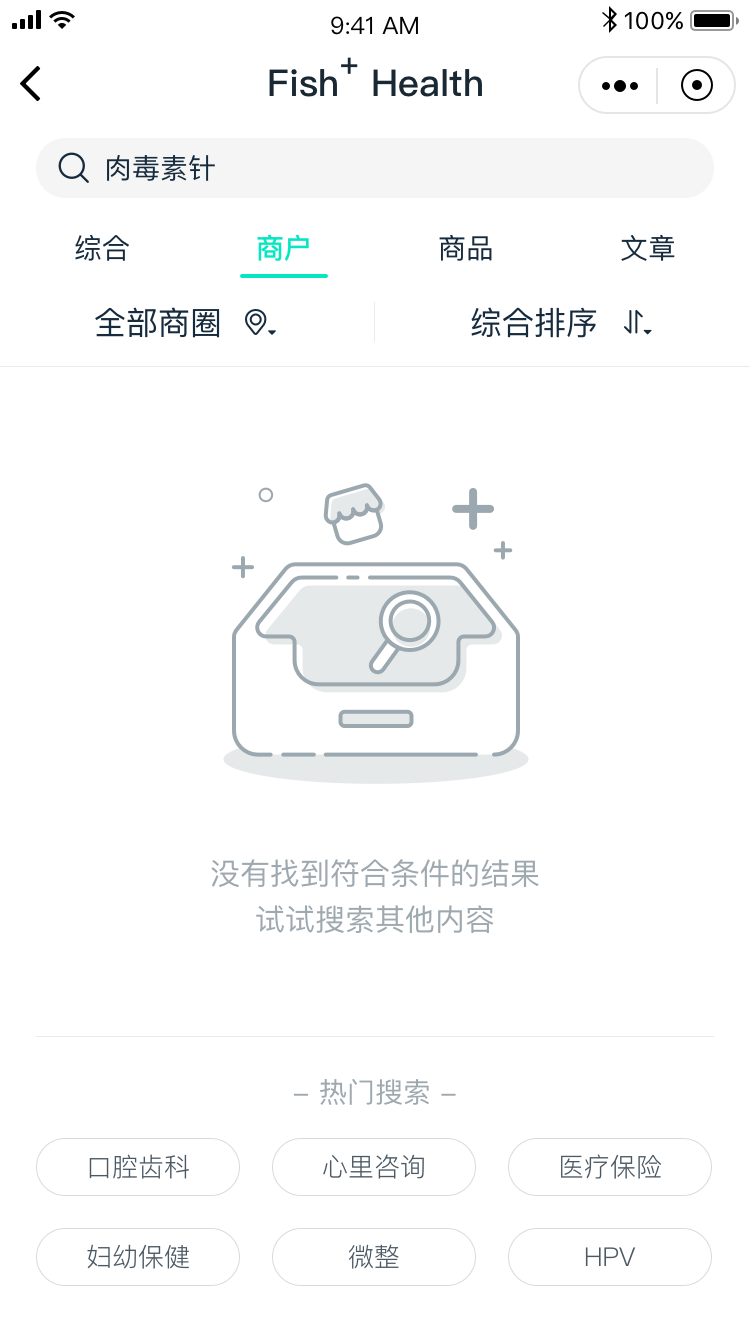 9:41 AM
100%
Fish+ Health
肉毒素针
综合
商户
商品
文章
全部商圈
综合排序
没有找到符合条件的结果
试试搜索其他内容
– 热门搜索 –
口腔齿科
心里咨询
医疗保险
妇幼保健
微整
HPV